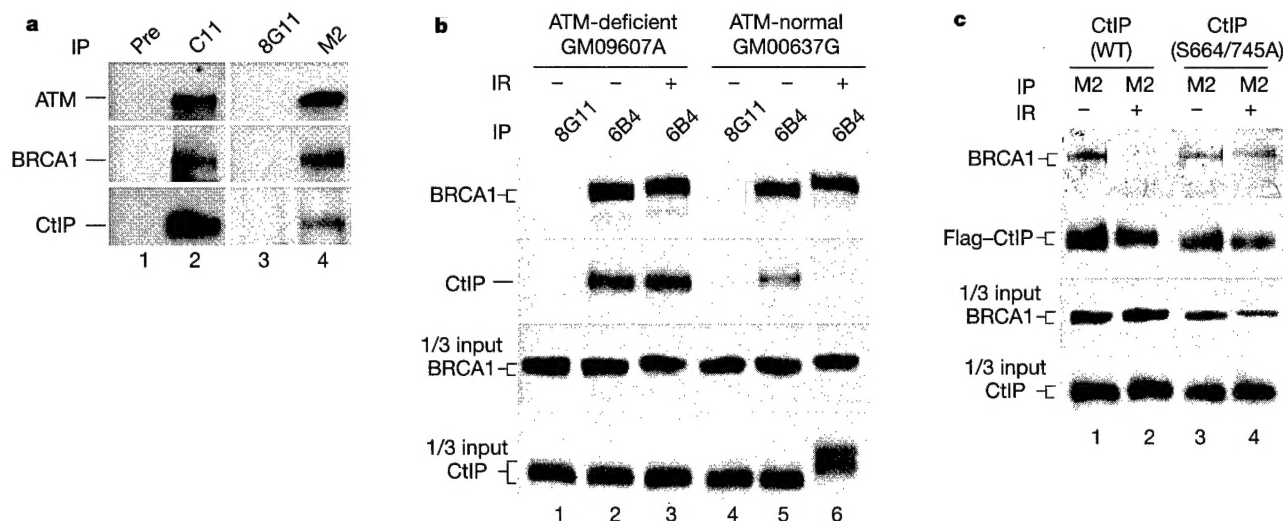 a
IP Pre C11 8G11 M2
ATM
BRCA1
CtIP
1 2 3 4
b
ATM-deficient ATM-normal
GM09607A GM00637G
IR – – + – – +
IP 8G11 6B4 6B4 8G11 6B4 6B4
BRCA1
CtIP
1/3 input
BRCA1
1/3 input
CtIP
1 2 3 4 5 6
c
CtIP CtIP
(WT) (S664/745A)
IP M2 M2 M2 M2
IR – + – +
BRCA1
Flag–CtIP
1/3 input
BRCA1
1/3 input
CtIP
1 2 3 4